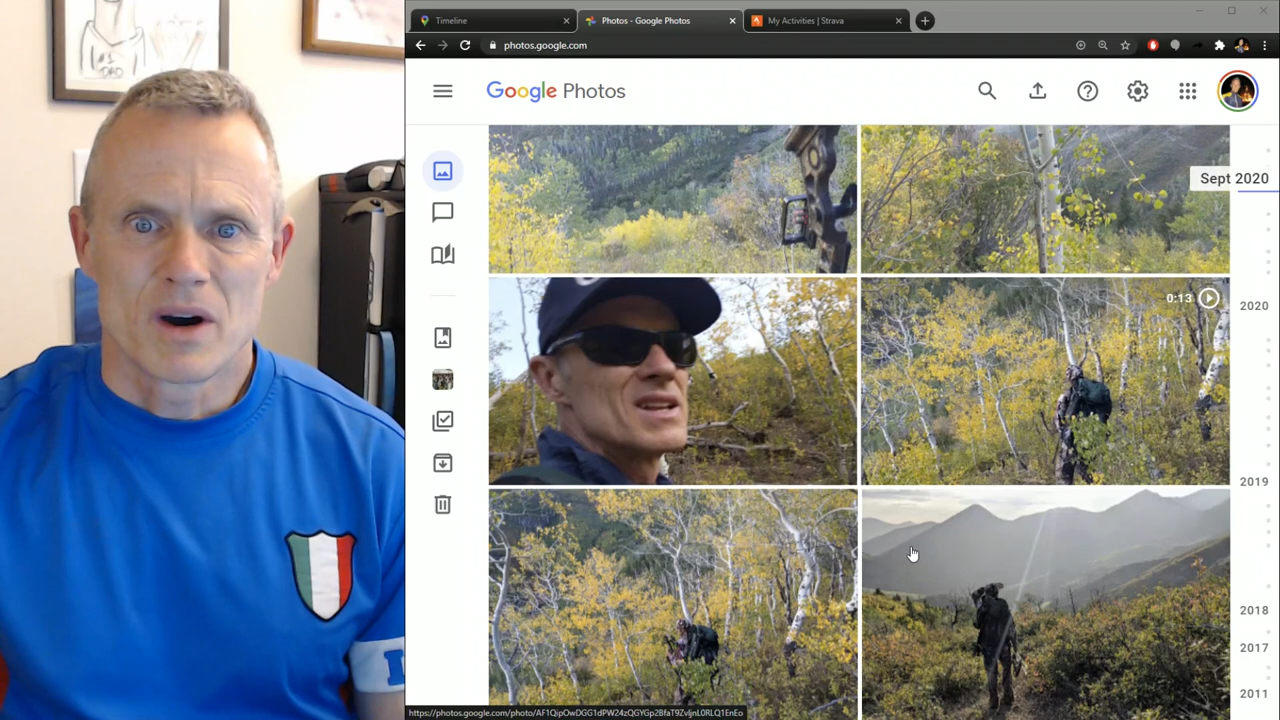 DAD
Timeline
Photos - Google Photos
My Activities | Strava
photos.google.com
Google Photos
Sept 2020
0:13
2020
2019
2018
2017
2011